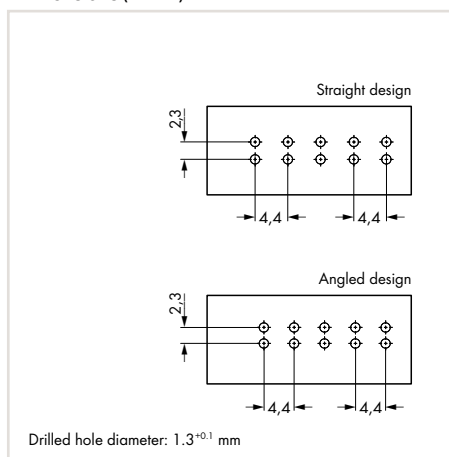 Straight design
2,3
4,4 4,4
Angled design
2,3
4,4 4,4
Drilled hole diameter: 1.3+0.1 mm